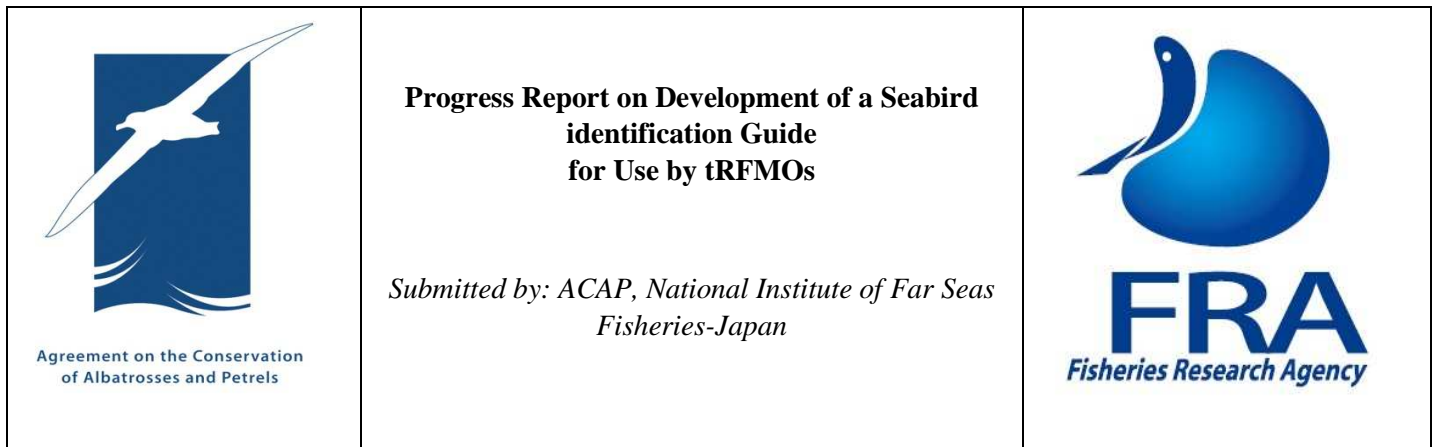 Agreement on the Conservation
of Albatrosses and Petrels
Progress Report on Development of a Seabird
identification Guide
for Use by tRFMOs
Submitted by: ACAP, National Institute of Far Seas
Fisheries-Japan
FRA
Fisheries Research Agency